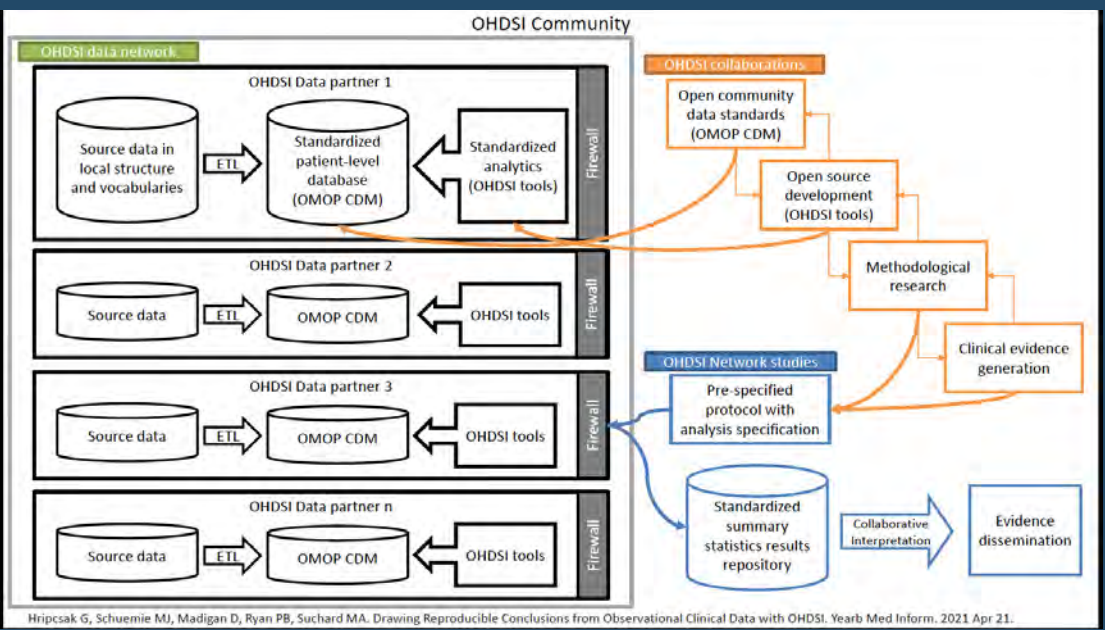 OHDSI Community
OHDSI data network
OHDSI Data partner 1
Source data in
local structure
and vocabularies
ETL
Standardized
patient-level
database
(OMOP CDM)
Standardized
analytics
(OHDSI tools)
Firewall
OHDSI Data partner 2
Source data
ETL
OMOP CDM
OHDSI tools
Firewall
OHDSI Data partner 3
Source data
ETL
OMOP CDM
OHDSI tools
Firewall
OHDSI Data partner n
Source data
ETL
OMOP CDM
OHDSI tools
Firewall
OHDSI collaborations
Open community
data standards
(OMOP CDM)
Open source
development
(OHDSI tools)
Methodological
research
Clinical evidence
generation
OHDSI Network studies
Pre-specified
protocol with
analysis specification
Standardized
summary
statistics results
repository
Collaborative
Interpretation
Evidence
dissemination
Hripcsak G, Schuemie MJ, Madigan D, Ryan PB, Suchard MA. Drawing Reproducible Conclusions from Observational Clinical Data with OHDSI. Yearb Med Inform. 2021 Apr 21.